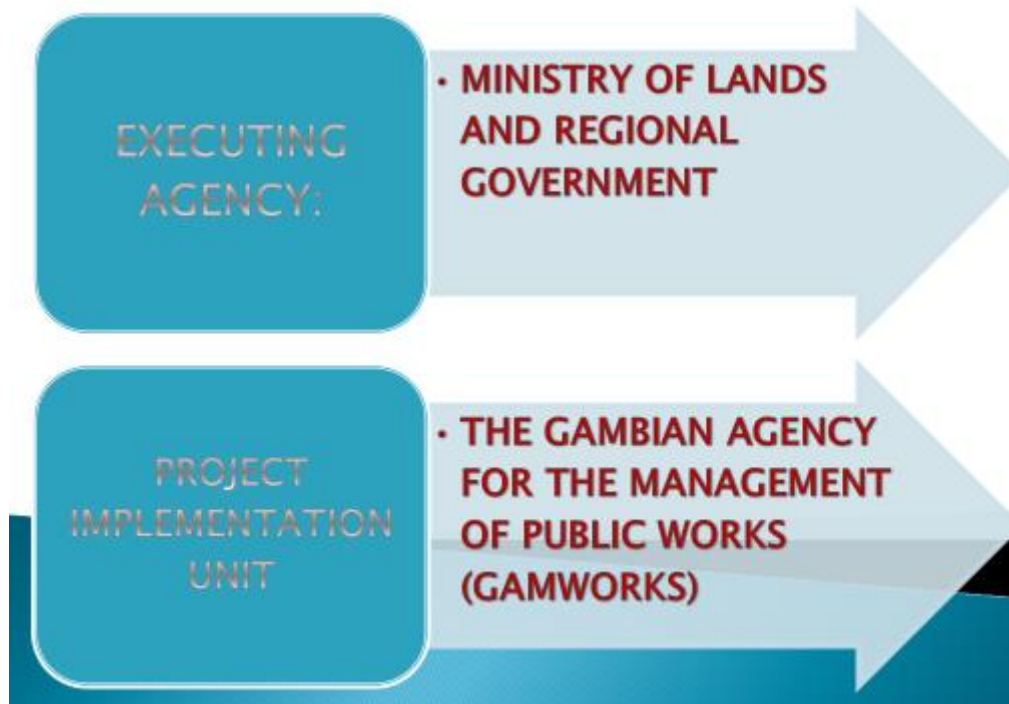 EXECUTING
AGENCY:
• MINISTRY OF LANDS
AND REGIONAL
GOVERNMENT
PROJECT
IMPLEMENTATION
UNIT
• THE GAMBIAN AGENCY
FOR THE MANAGEMENT
OF PUBLIC WORKS
(GAMWORKS)